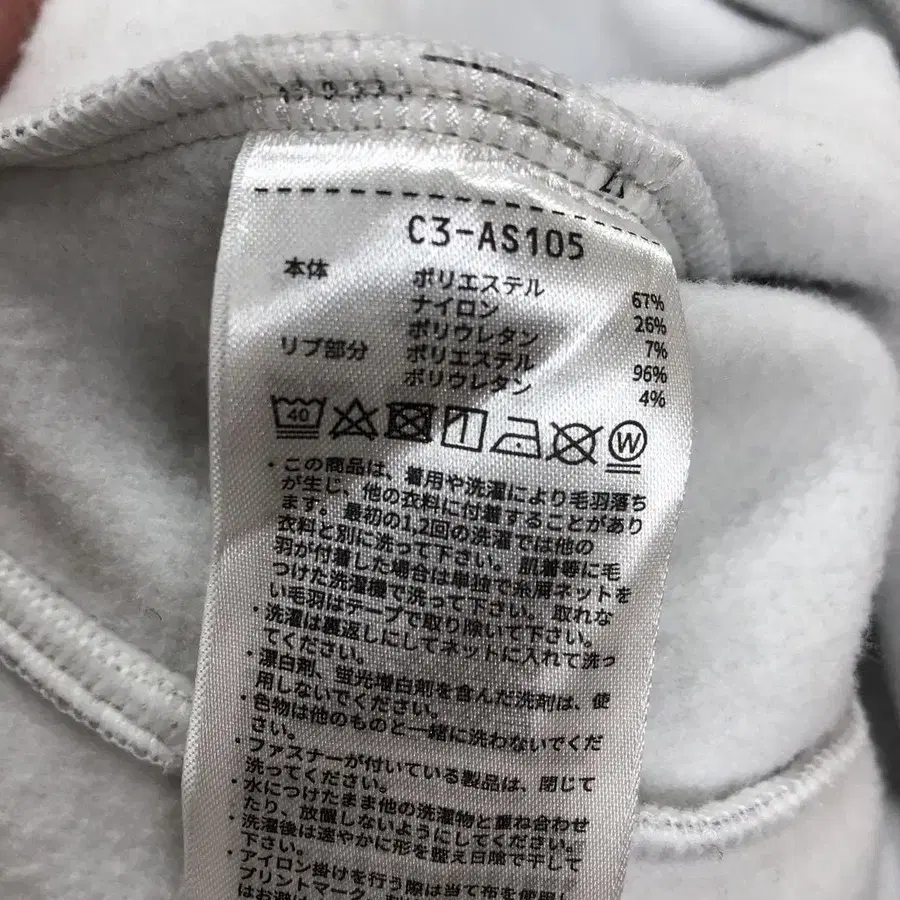 C3-AS105
本体 ポリエステル 67%
ナイロン 26%
ポリウレタン 7%
リブ部分 ポリエステル 96%
ポリウレタン 4%
40 W
・この商品は、着用や洗濯により毛羽落ち
が生じ、他の衣料に付着することがあり
ます。最初の1,2回の洗濯では他の
衣料と別に洗って下さい。肌着等に毛
羽が付着した場合は単独で糸屑ネットを
つけた洗濯機で洗って下さい。取れな
い毛羽はテープで取り除いて下さい。
・洗濯は裏返しにしてネットに入れて洗っ
てください。
・漂白剤、蛍光増白剤を含んだ洗剤は、使
用しないでください。
・色物は他のものと一緒に洗わないでくだ
さい。
・ファスナーが付いている製品は、閉じて
洗ってください。
・水につけたまま他の洗濯物と重ね合わせ
たり、放置しないようにしてください。
・洗濯後は速やかに形を整え日陰で干して
ください。
・アイロン掛けを行う際は当て布を使用し
プリントマーク、
はお避け